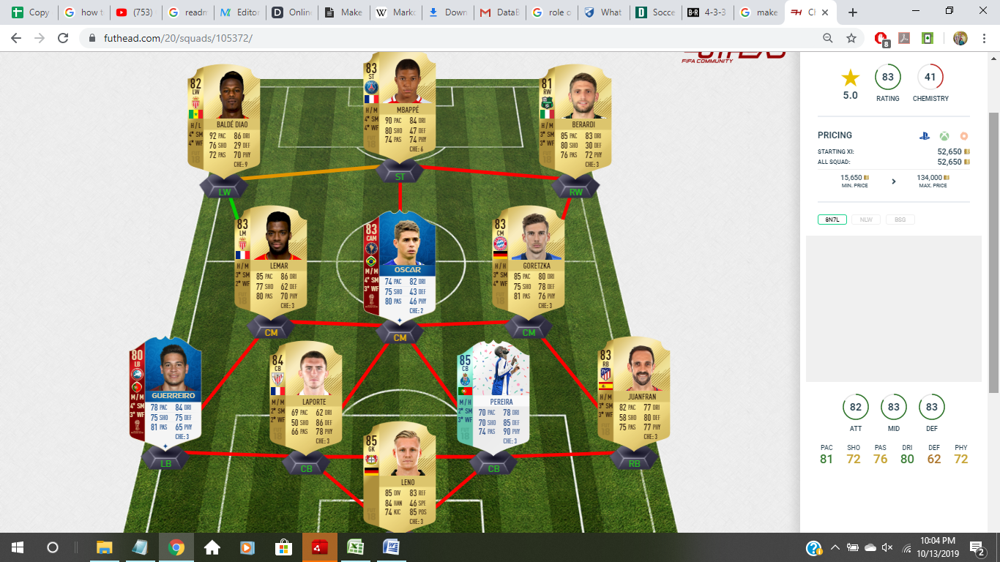 Copy
how t
(753)
readm
Editor
Online
Make
Marko
Down
DataB
role o
What
Socce
4-3-3
make
Ch
futhead.com/20/squads/105372/
8
FIFA COMMUNITY
82
LW
H / L
4* SM
4* WF
BALDÉ DIAO
92 PAC 86 DRI
76 SHO 29 DEF
72 PAS 70 PHY
CHE: 9
LW
83
ST
H / M
4* SM
4* WF
MBAPPÉ
90 PAC 84 DRI
80 SHO 47 DEF
74 PAS 74 PHY
CHE: 6
ST
81
RW
H / M
3* SM
3* WF
BERARDI
85 PAC 83 DRI
80 SHO 30 DEF
76 PAS 72 PHY
CHE: 3
RW
83
LM
H / M
3* SM
2* WF
LEMAR
85 PAC 86 DRI
77 SHO 62 DEF
80 PAS 70 PHY
CHE: 3
CM
83
CAM
M / M
4* SM
3* WF
OSCAR
74 PAC 82 DRI
75 SHO 43 DEF
80 PAS 46 PHY
CHE: 2
CM
83
CM
H / H
3* SM
4* WF
GORETZKA
85 PAC 80 DRI
75 SHO 78 DEF
81 PAS 76 PHY
CHE: 3
CM
80
LB
M / M
4* SM
3* WF
GUERREIRO
78 PAC 84 DRI
75 SHO 75 DEF
81 PAS 65 PHY
CHE: 3
LB
84
CB
M / M
2* SM
2* WF
LAPORTE
69 PAC 62 DRI
50 SHO 86 DEF
66 PAS 78 PHY
CHE: 3
CB
85
CB
M / H
2* SM
3* WF
PEREIRA
70 PAC 78 DRI
70 SHO 85 DEF
74 PAS 90 PHY
CHE: 3
CB
83
RB
H / M
3* SM
3* WF
JUANFRAN
82 PAC 77 DRI
58 SHO 80 DEF
75 PAS 77 PHY
CHE: 3
RB
85
GK
LENO
85 DIV 83 REF
84 HAN 46 SPE
74 KIC 85 POS
CHE: 3
5.0
83
RATING
41
CHEMISTRY
PRICING
STARTING XI: 52,650
ALL SQUAD: 52,650
15,650 > 134,000
MIN. PRICE MAX. PRICE
8N7L NLW BSG
82 83 83
ATT MID DEF
PAC SHO PAS DRI DEF PHY
81 72 76 80 62 72
10:04 PM
10/13/2019
2